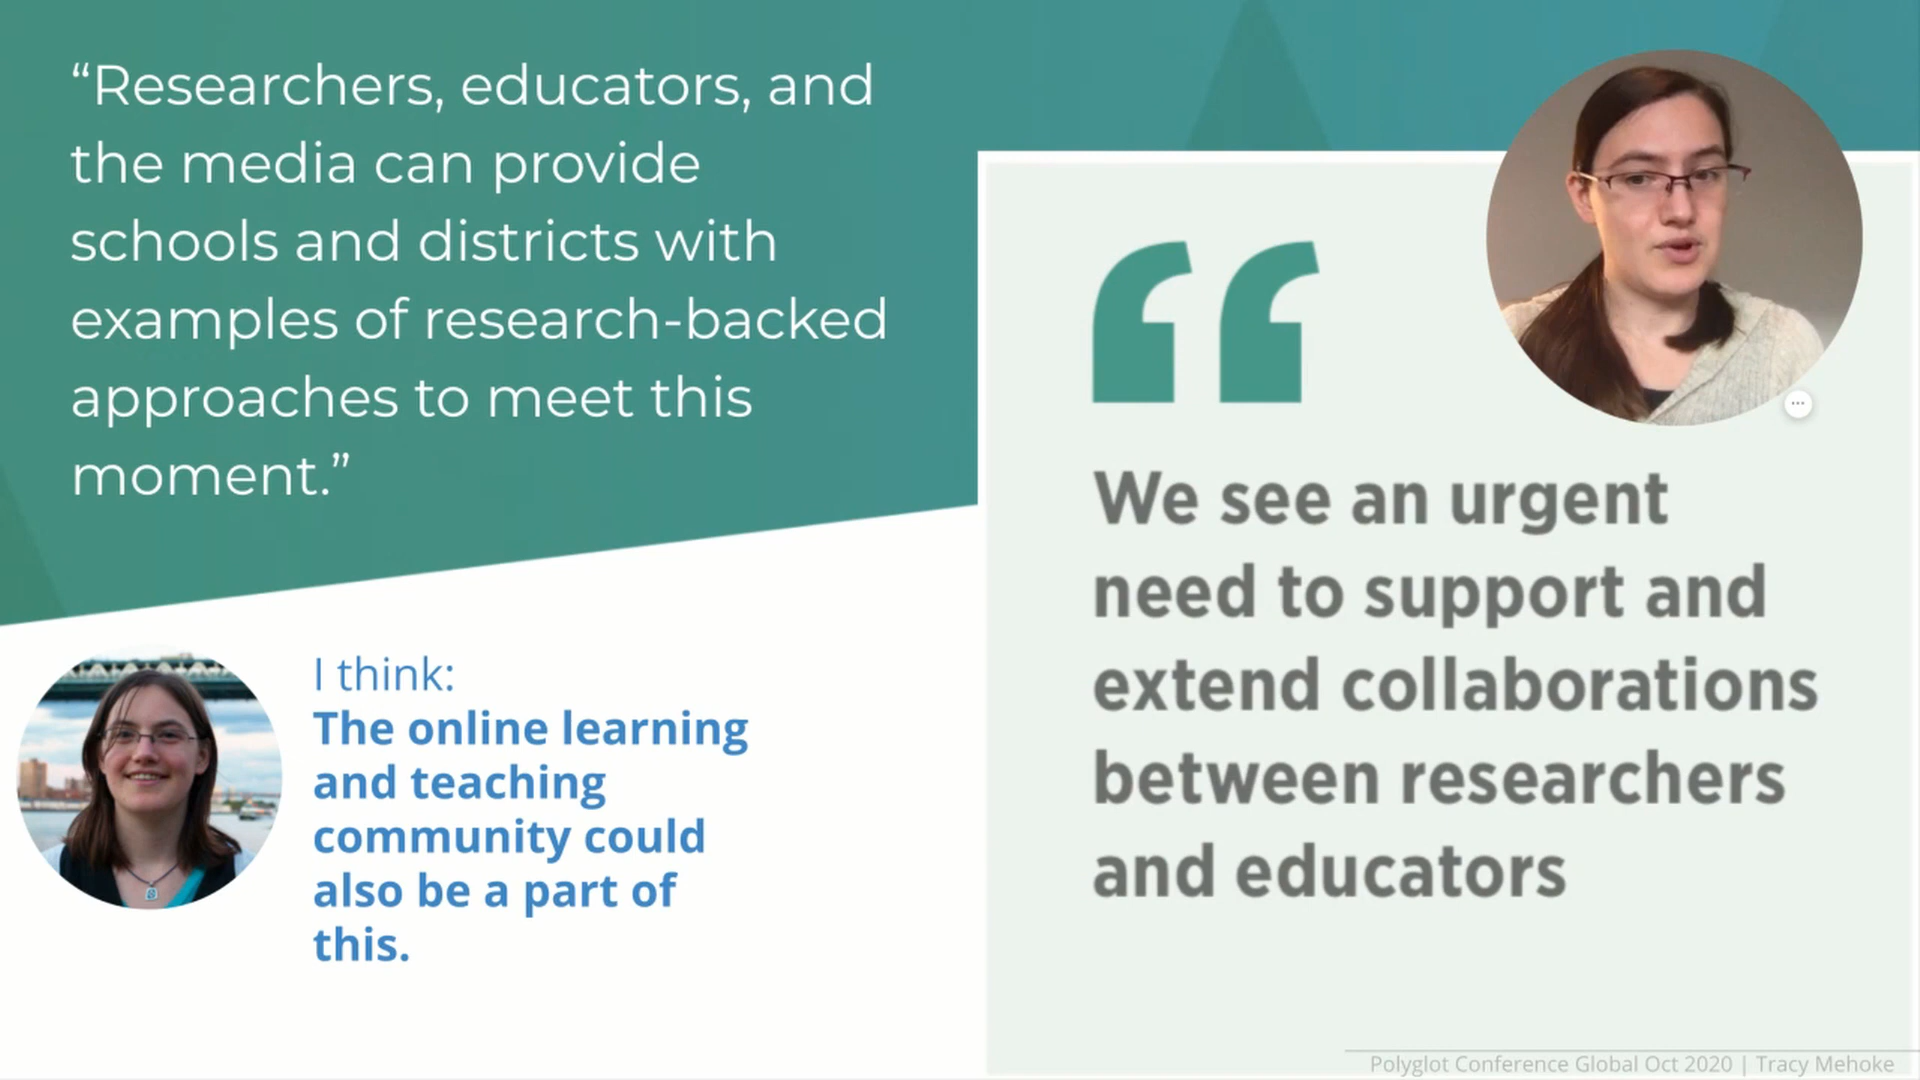 “Researchers, educators, and
the media can provide
schools and districts with
examples of research-backed
approaches to meet this
moment.”
I think:
The online learning
and teaching
community could
also be a part of
this.
“
We see an urgent
need to support and
extend collaborations
between researchers
and educators
Polyglot Conference Global Oct 2020 | Tracy Mehoke